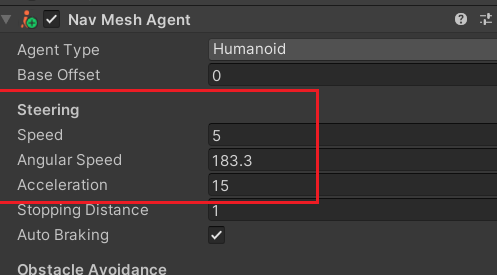 Nav Mesh Agent
Agent Type Humanoid
Base Offset 0
Steering
Speed 5
Angular Speed 183.3
Acceleration 15
Stopping Distance 1
Auto Braking
Obstacle Avoidance